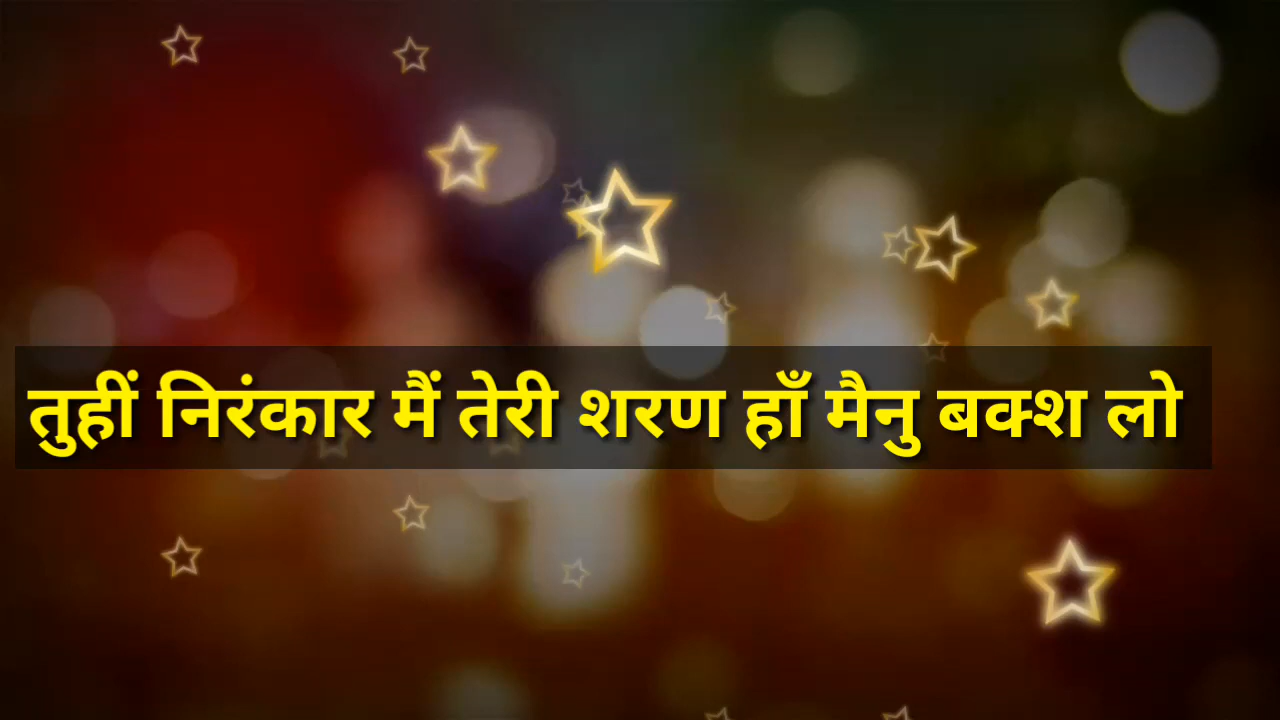 तुहीं निरंकार मैं तेरी शरण हाँ मैनु बक्श लो